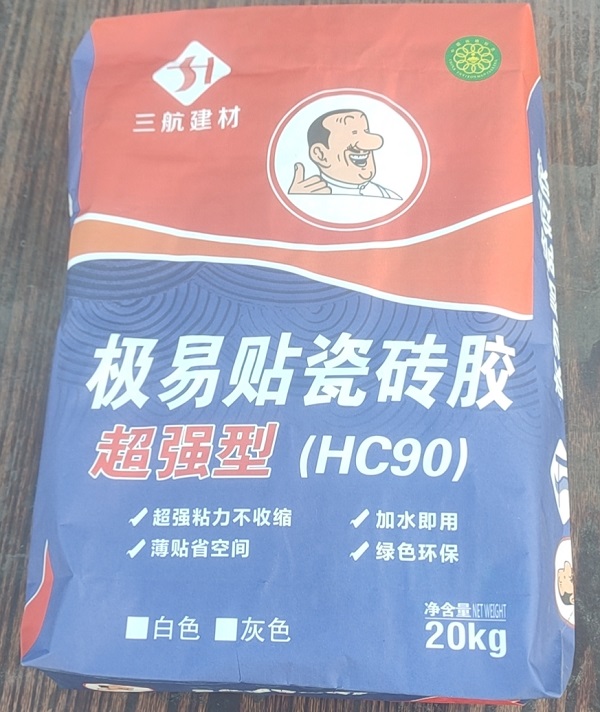 三航建材
极易贴瓷砖胶
超强型 (HC90)
超强粘力不收缩
加水即用
薄贴省空间
绿色环保
白色 灰色
净含量 NET WEIGHT
20kg